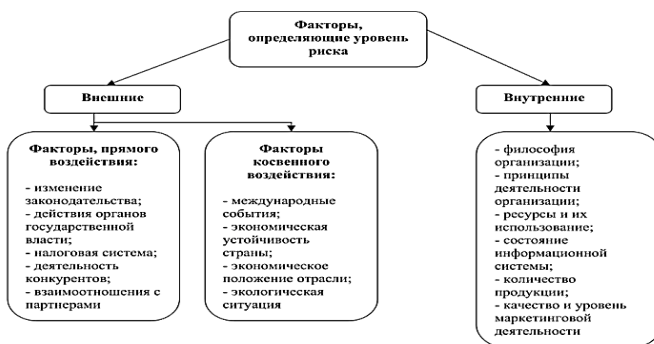 Факторы,
определяющие уровень
риска
Внешние
Внутренние
Факторы, прямого
воздействия:
- изменение
законодательства;
- действия органов
государственной
власти;
- налоговая система;
- деятельность
конкурентов;
- взаимоотношения с
партнерами
Факторы
косвенного
воздействия:
- международные
события;
- экономическая
устойчивость
страны;
- экономическое
положение отрасли;
- экологическая
ситуация
- философия
организации;
- принципы
деятельности
организации;
- ресурсы и их
использование;
- состояние
информационной
системы;
- количество
продукции;
- качество и уровень
маркетинговой
деятельности